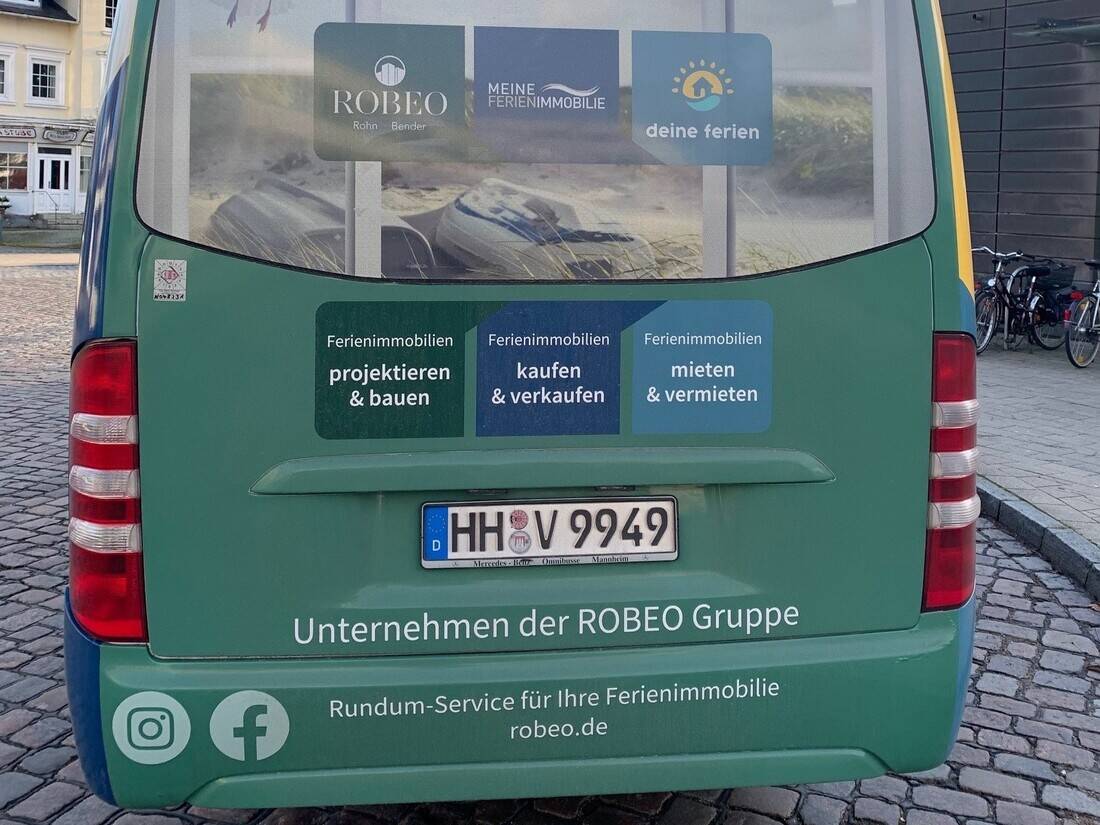 ROBEO
Rohn Bender
MEINE
FERIENIMMOBILIE
deine ferien
STUBE
Ferienimmobilien
projektieren
& bauen
Ferienimmobilien
kaufen
& verkaufen
Ferienimmobilien
mieten
& vermieten
D
HH V 9949
Mercedes-Benz Omnibusse Mannheim
Unternehmen der ROBEO Gruppe
Rundum-Service für Ihre Ferienimmobilie
robeo.de